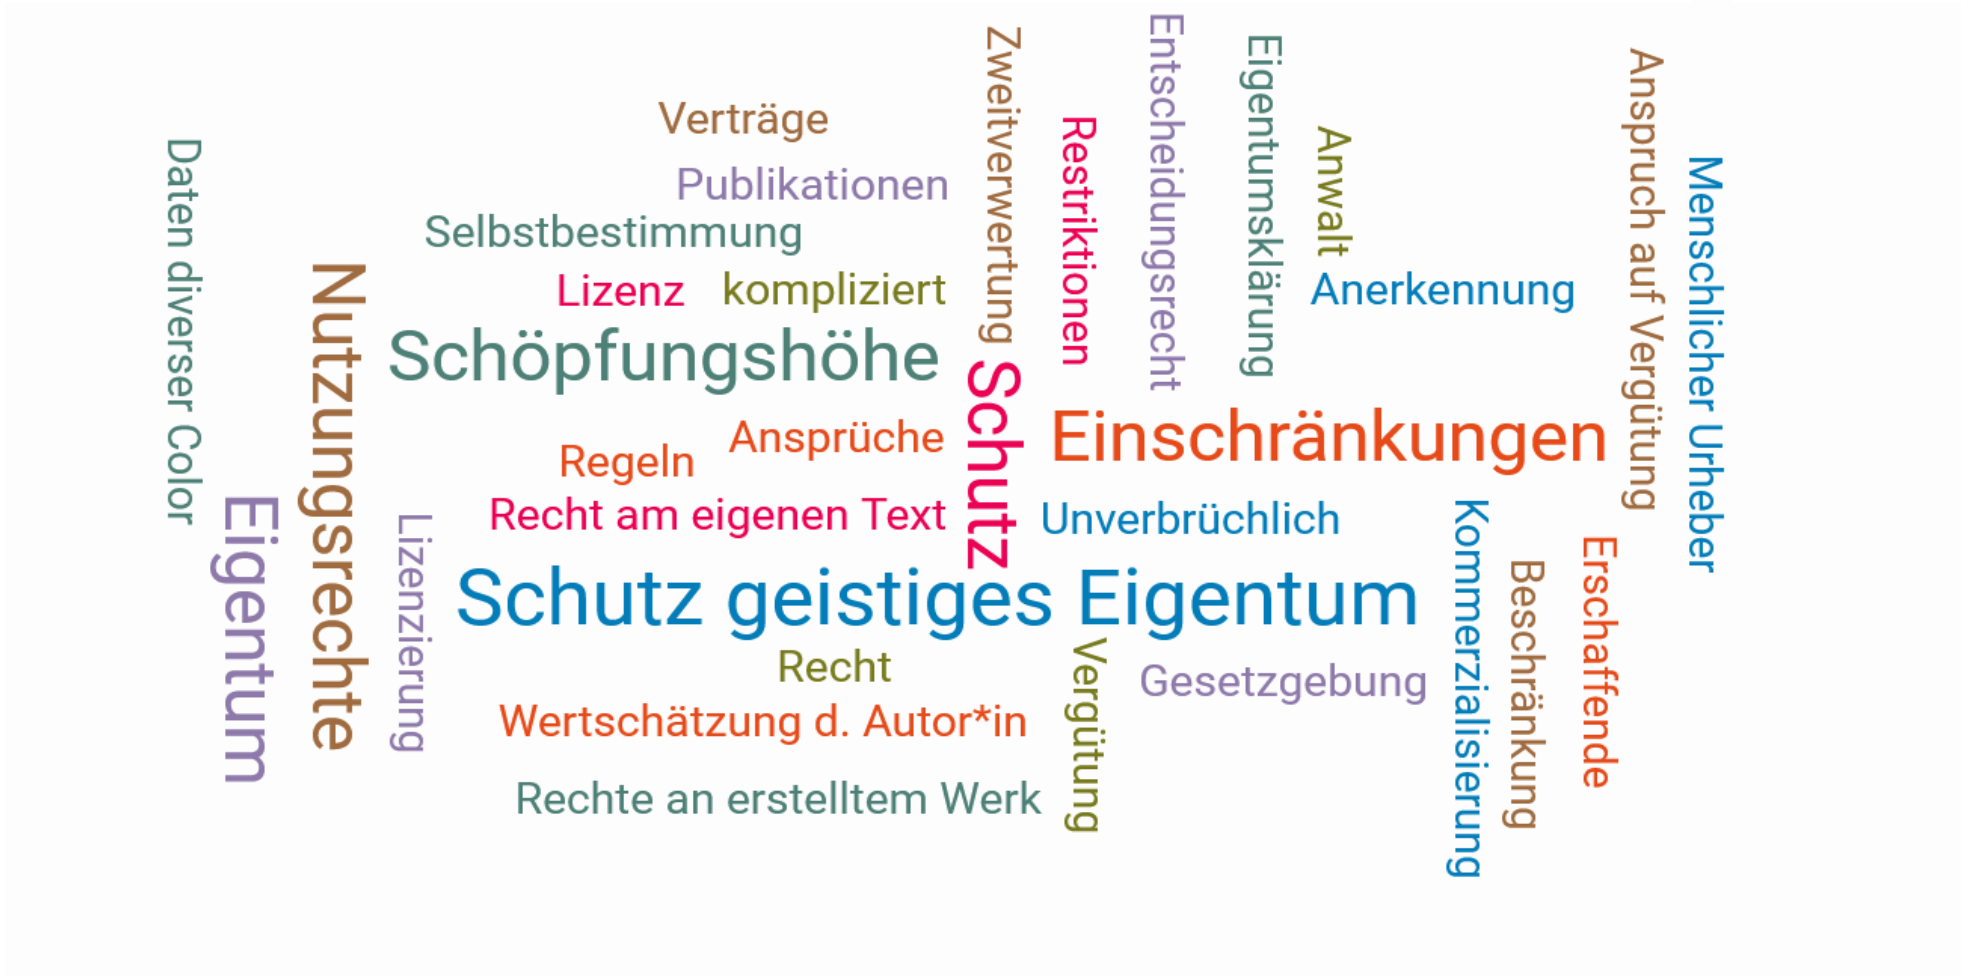 Daten diverser Color
Eigentum
Nutzungsrechte
Lizenzierung
Verträge
Publikationen
Selbstbestimmung
Lizenz
kompliziert
Schöpfungshöhe
Ansprüche
Regeln
Recht am eigenen Text
Schutz geistiges Eigentum
Recht
Wertschätzung d. Autor*in
Rechte an erstelltem Werk
Zweitverwertung
Schutz
Restriktionen
Entscheidungsrecht
Eigentumsklärung
Anwalt
Anerkennung
Einschränkungen
Unverbrüchlich
Vergütung
Gesetzgebung
Kommerzialisierung
Beschränkung
Erschaffende
Anspruch auf Vergütung
Menschlicher Urheber